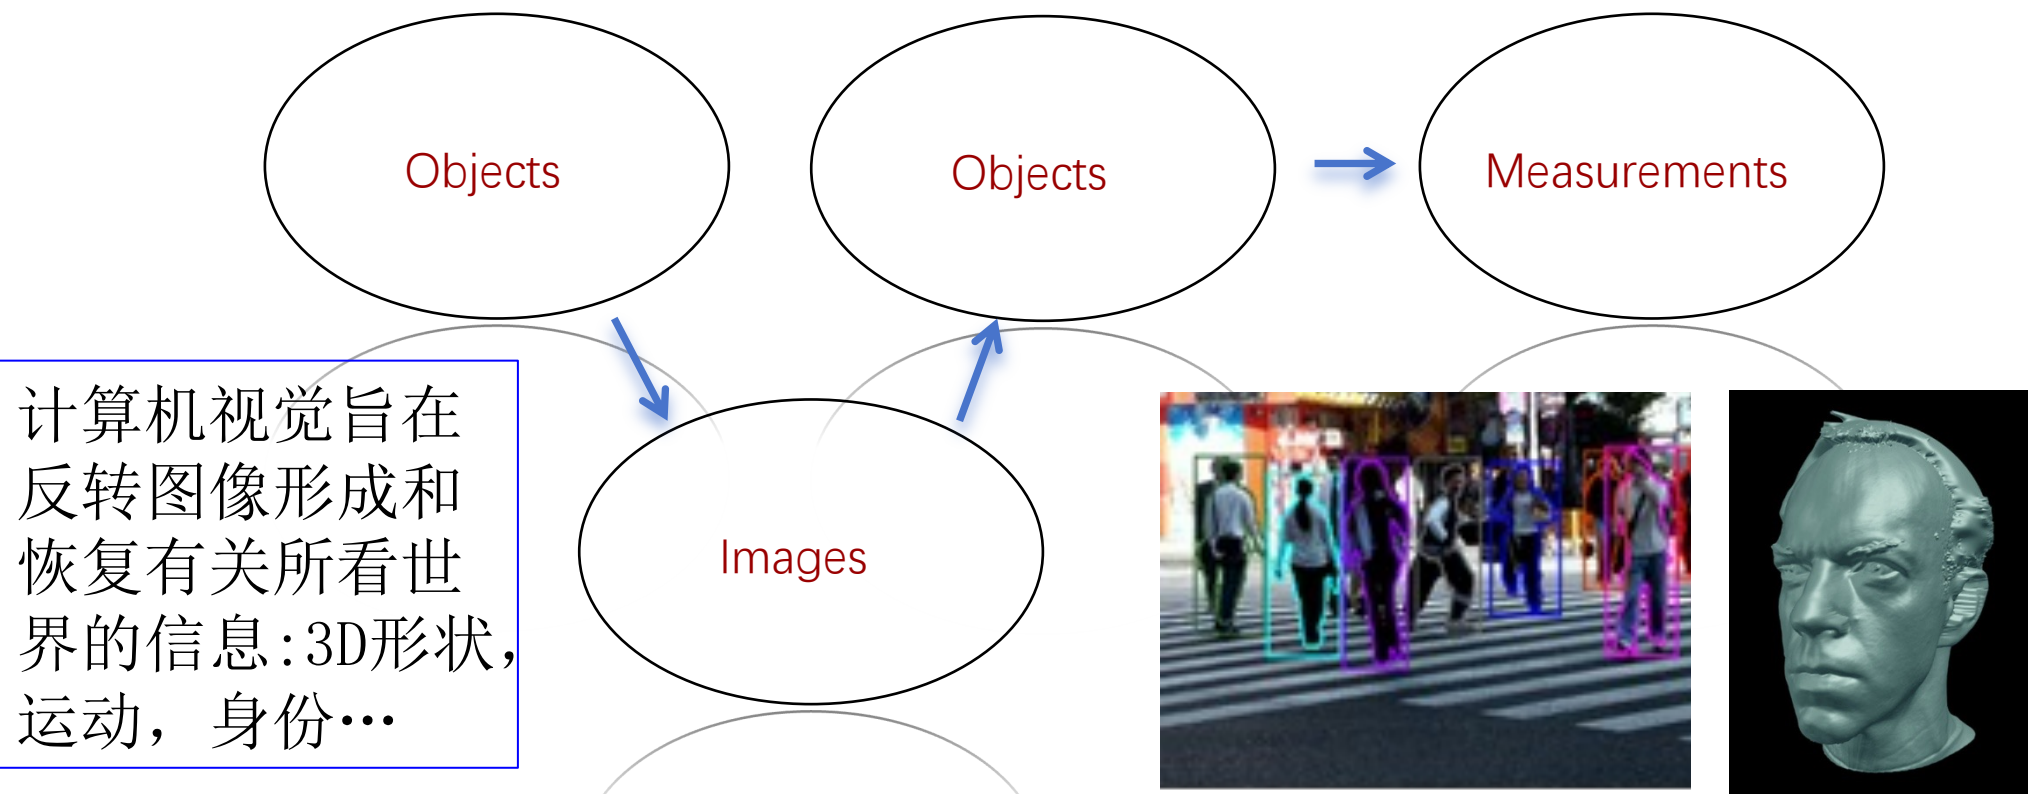 Objects
Objects
Measurements
Images
计算机视觉旨在
反转图像形成和
恢复有关所看世
界的信息:3D形状,
运动, 身份…